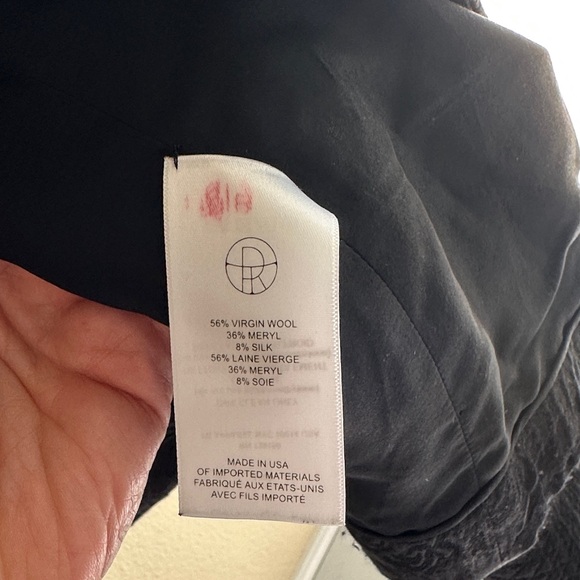 56% VIRGIN WOOL
36% MERYL
8% SILK
56% LAINE VIERGE
36% MERYL
8% SOIE
MADE IN USA
OF IMPORTED MATERIALS
FABRIQUÉ AUX ETATS-UNIS
AVEC FILS IMPORTÉ